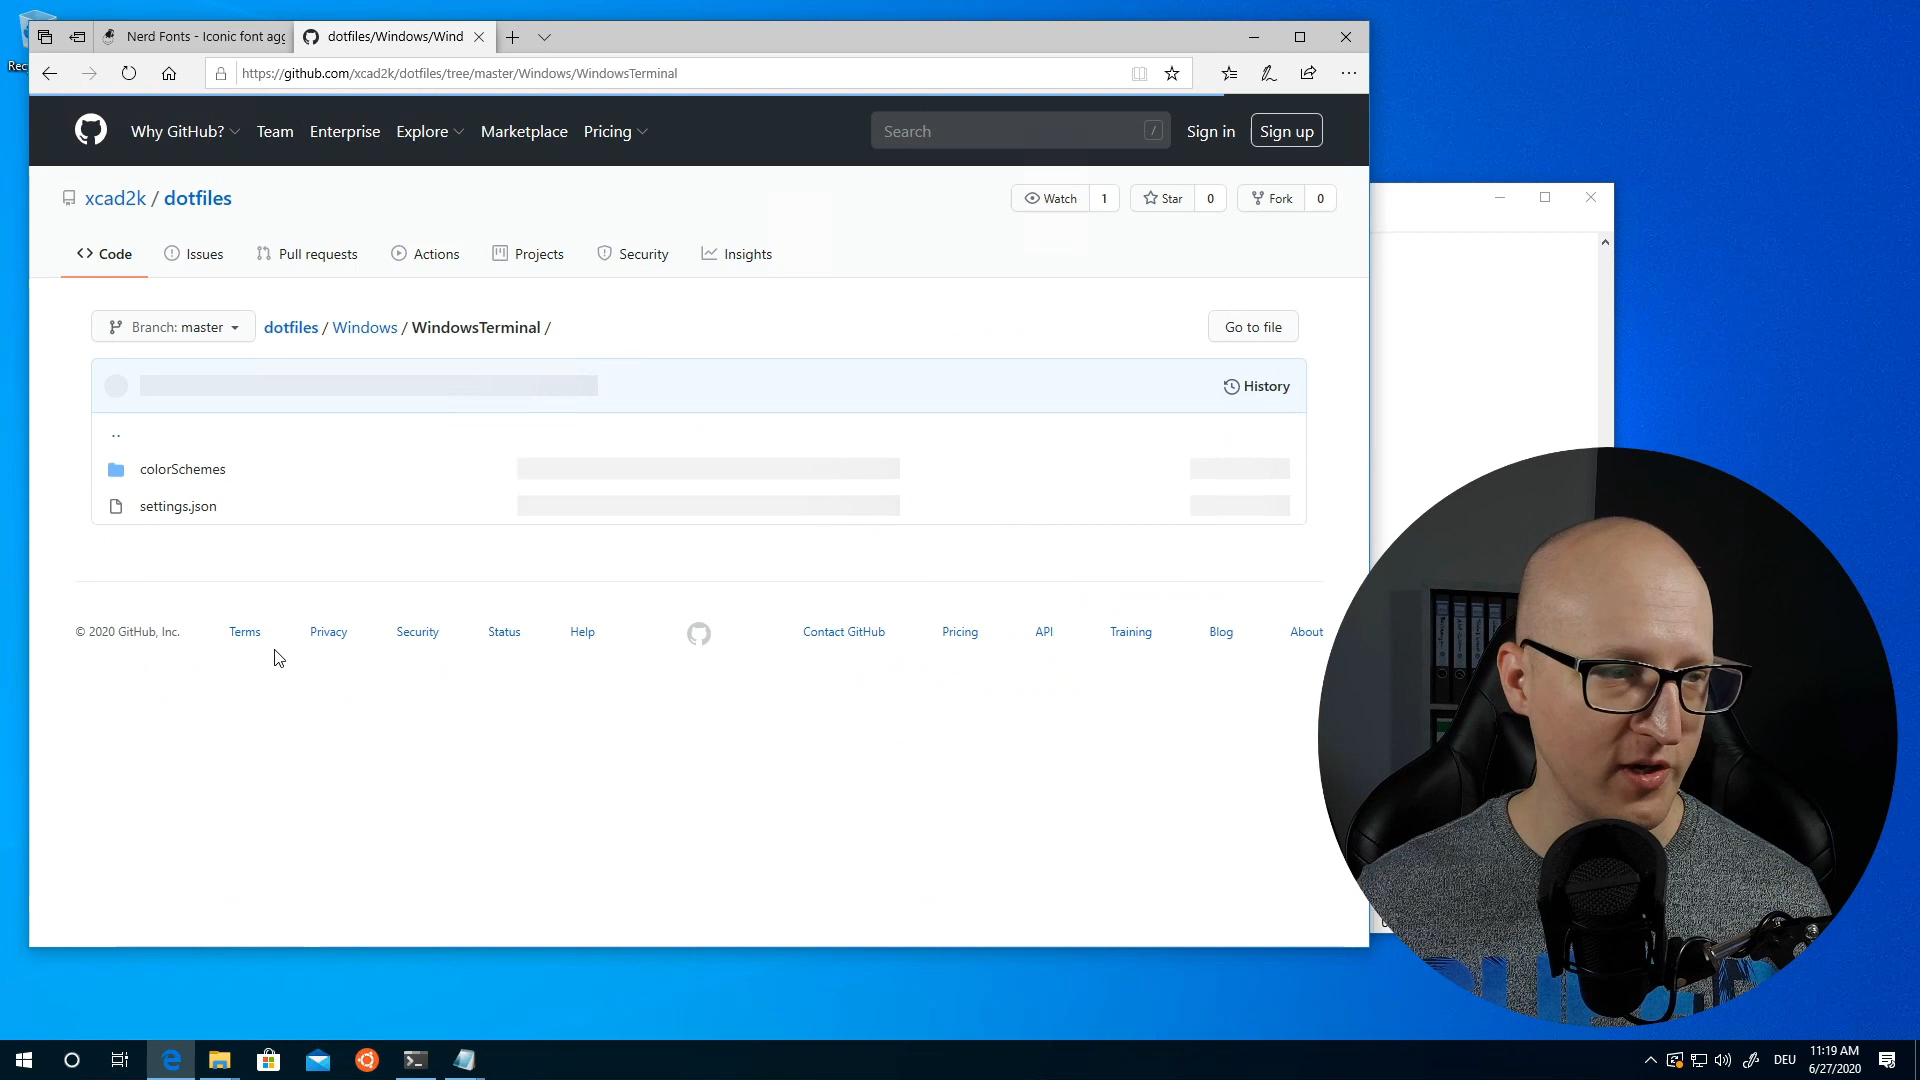 Rec
Nerd Fonts - Iconic font agg
dotfiles/Windows/Wind
https://github.com/xcad2k/dotfiles/tree/master/Windows/WindowsTerminal
Why GitHub? Team Enterprise Explore Marketplace Pricing
Search /
Sign in Sign up
xcad2k / dotfiles
Watch 1 Star 0 Fork 0
Code Issues Pull requests Actions Projects Security Insights
Branch: master dotfiles / Windows / WindowsTerminal / Go to file
History
..
colorSchemes
settings.json
© 2020 GitHub, Inc. Terms Privacy Security Status Help Contact GitHub Pricing API Training Blog About
DEU
11:19 AM
6/27/2020